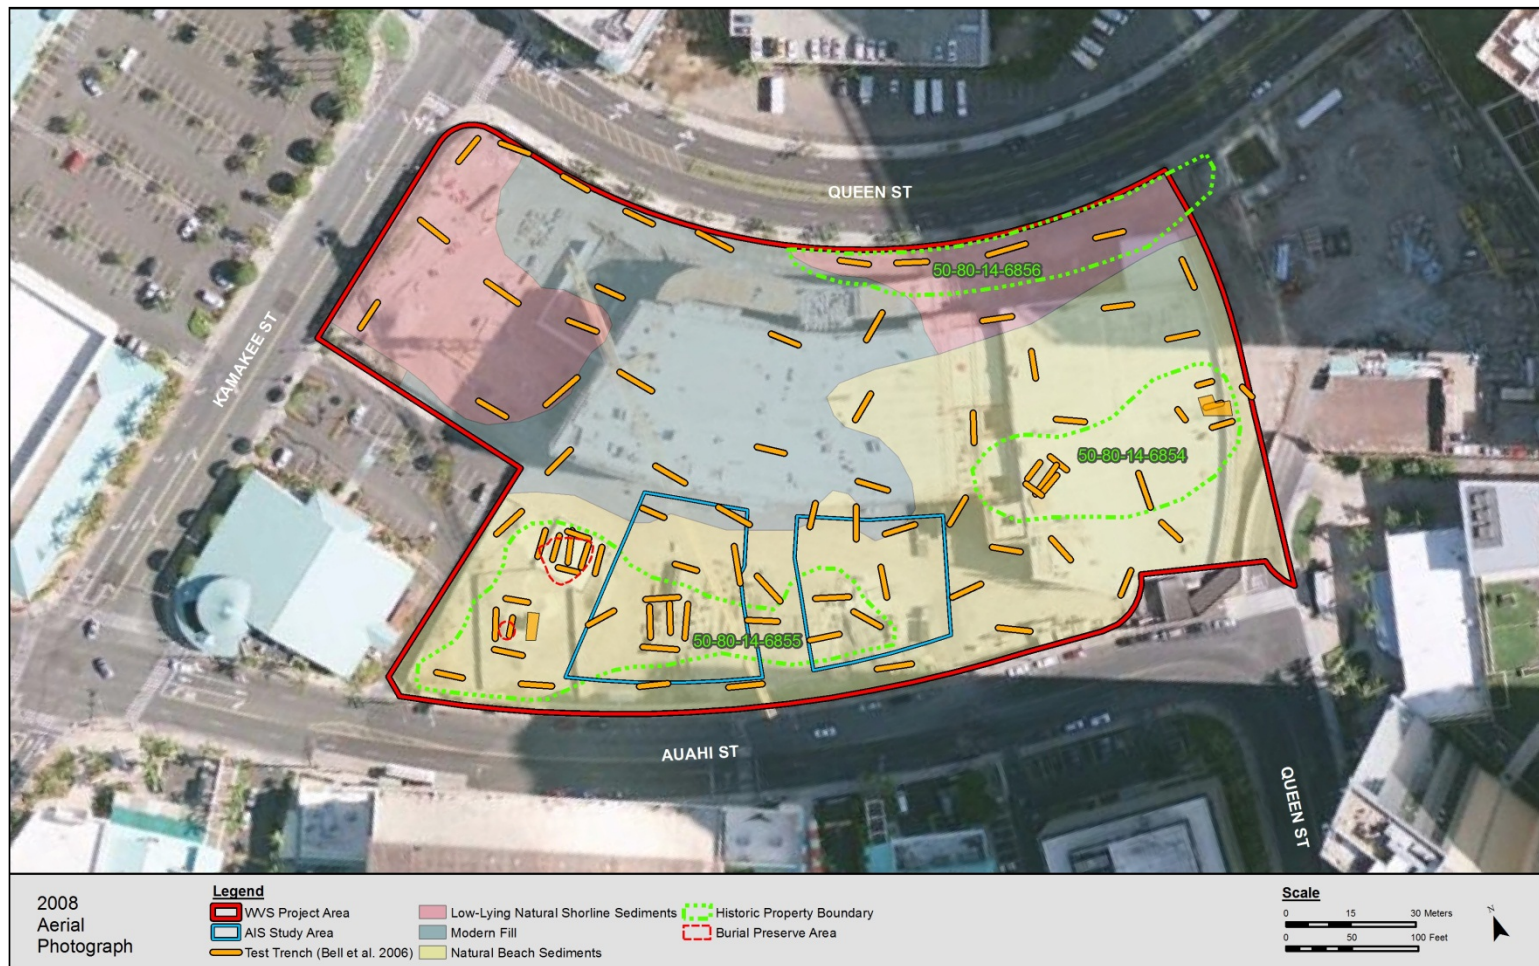 QUEEN ST
50-80-14-6856
KAMAKEE ST
50-80-14-6854
50-80-14-6855
AUAHI ST
QUEEN ST
2008
Aerial
Photograph
Legend
WVS Project Area
AIS Study Area
Test Trench (Bell et al. 2006)
Low-Lying Natural Shorline Sediments
Modern Fill
Natural Beach Sediments
Historic Property Boundary
Burial Preserve Area
Scale
0 15 30 Meters
0 50 100 Feet
N